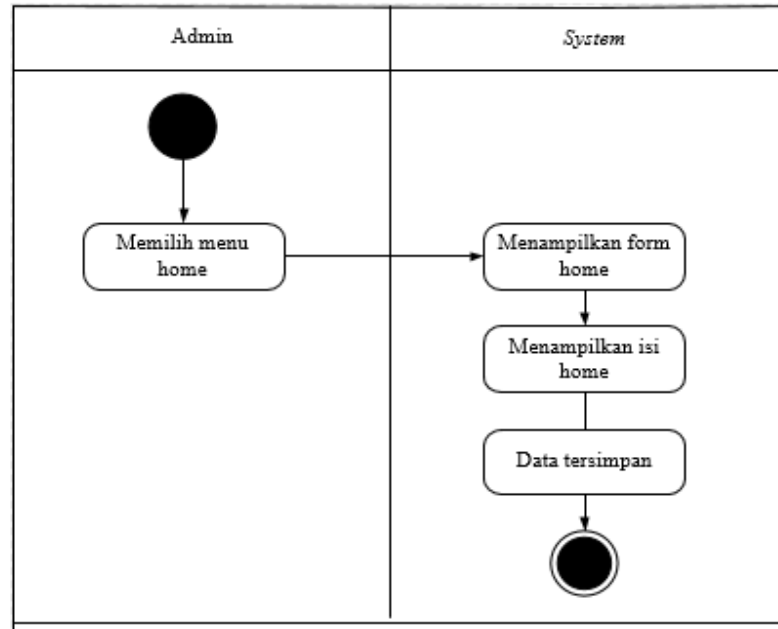 Admin
System
Memilih menu
home
Menampilkan form
home
Menampilkan isi
home
Data tersimpan